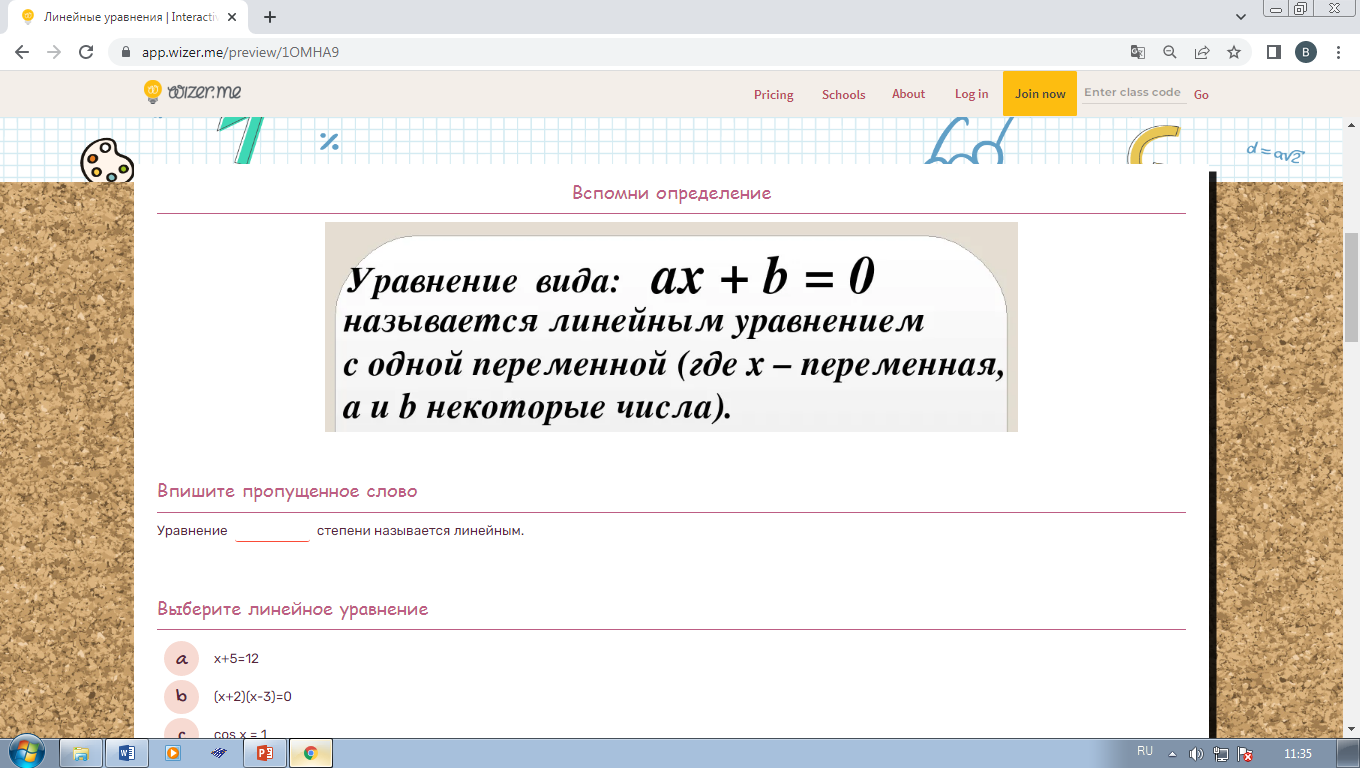 Линейные уравнения | Interactiv
app.wizer.me/preview/1OMHA9
B
wizer.me
Pricing
Schools
About
Log in
Join now
Enter class code
Go
%
d = a√2
Вспомни определение
Уравнение вида: ax + b = 0
называется линейным уравнением
с одной переменной (где х – переменная,
а и b некоторые числа).
Впишите пропущенное слово
Уравнение степени называется линейным.
Выберите линейное уравнение
a x+5=12
b (x+2)(x-3)=0
c cos x = 1
RU
11:35